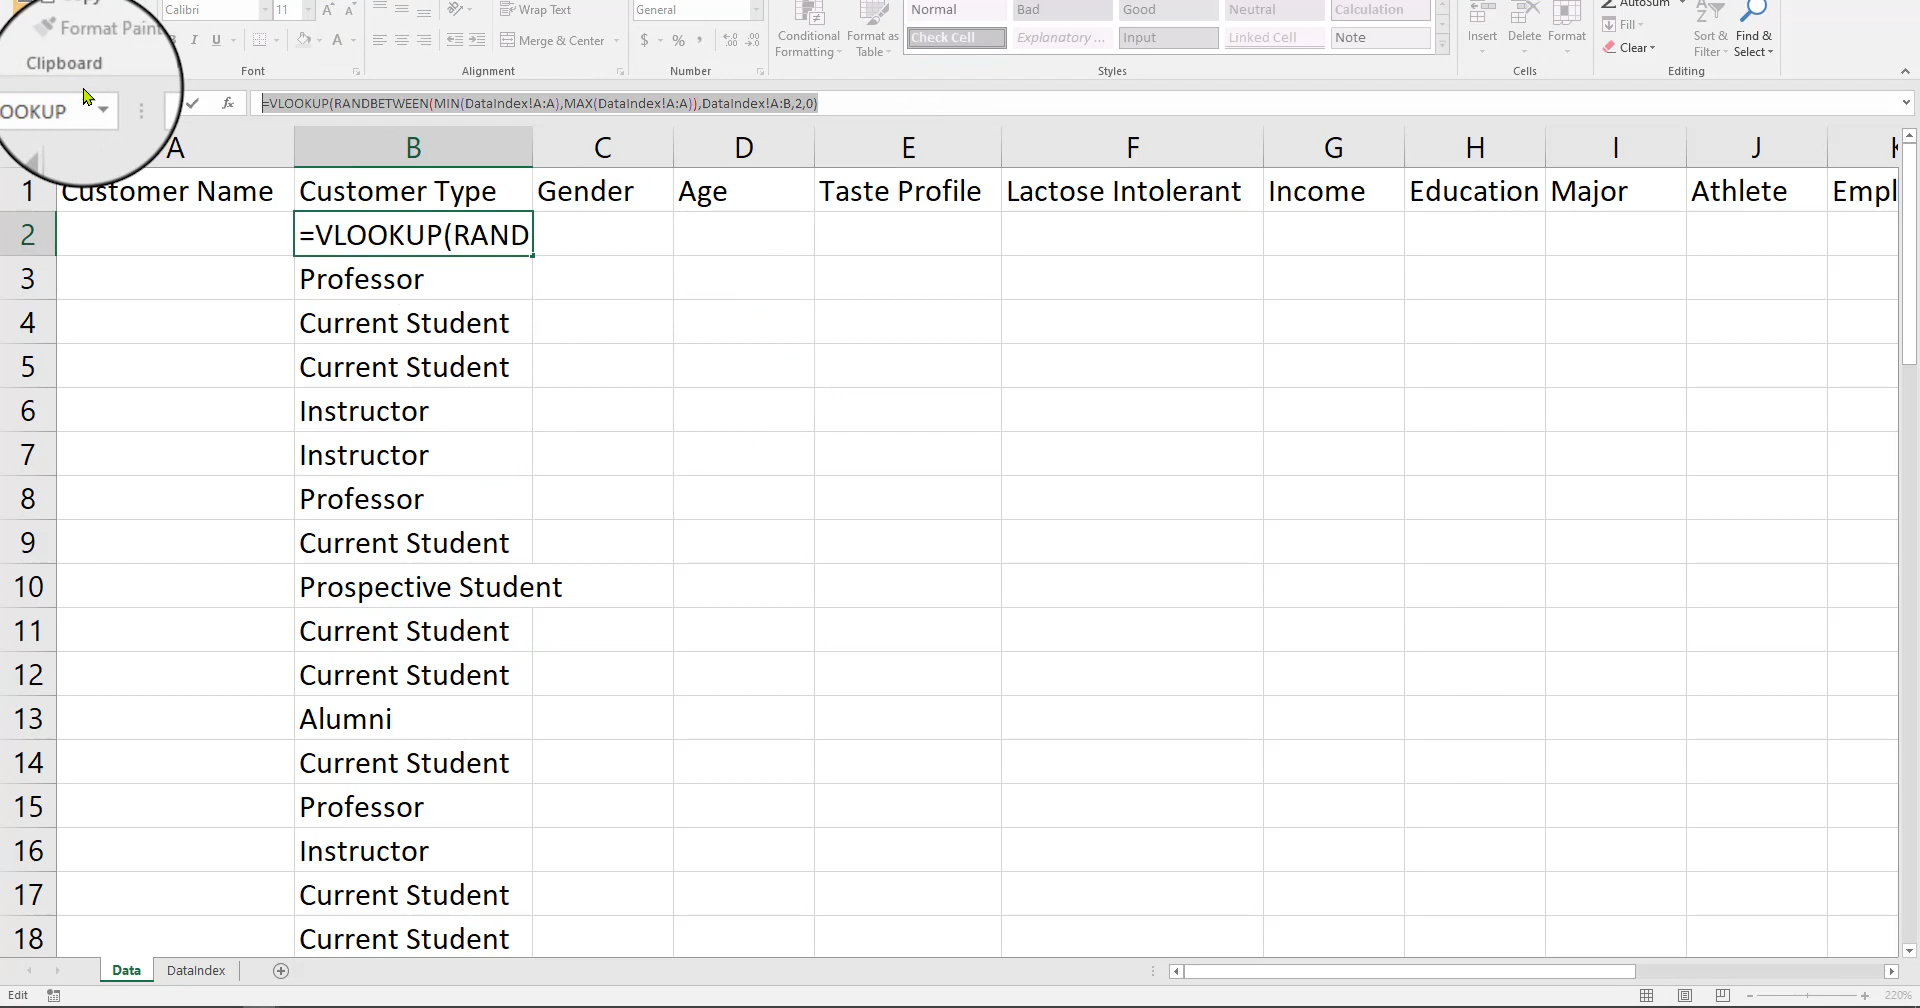 Calibri 11 Wrap Text General Normal Bad Good Neutral Calculation AutoSum
Format Paint Merge & Center $ % , Conditional Formatting Format as Table Check Cell Explanatory ... Input Linked Cell Note Insert Delete Format Fill Clear Sort & Filter Find & Select
Clipboard Font Alignment Number Styles Cells Editing
OOKUP fx =VLOOKUP(RANDBETWEEN(MIN(DataIndex!A:A),MAX(DataIndex!A:A)),DataIndex!A:B,2,0)
A B C D E F G H I J
1 Customer Name Customer Type Gender Age Taste Profile Lactose Intolerant Income Education Major Athlete Empl
2 =VLOOKUP(RAND
3 Professor
4 Current Student
5 Current Student
6 Instructor
7 Instructor
8 Professor
9 Current Student
10 Prospective Student
11 Current Student
12 Current Student
13 Alumni
14 Current Student
15 Professor
16 Instructor
17 Current Student
18 Current Student
Data DataIndex
Edit 220%